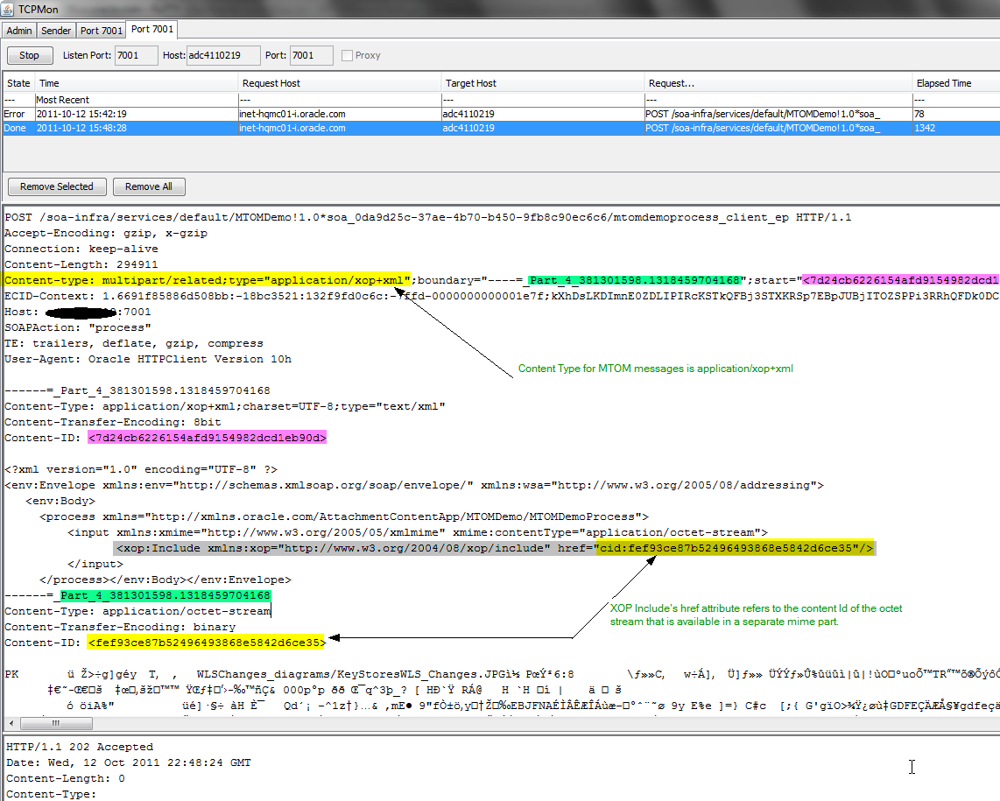 TCPMon
Admin Sender Port 7001 Port 7001
Stop Listen Port: 7001 Host: adc4110219 Port: 7001 Proxy
State Time Request Host Target Host Request... Elapsed Time
--- Most Recent --- --- --- ---
Error 2011-10-12 15:42:19 inet-hqmc01-i.oracle.com adc4110219 POST /soa-infra/services/default/MTOMDemo!1.0*soa_ 78
Done 2011-10-12 15:48:28 inet-hqmc01-i.oracle.com adc4110219 POST /soa-infra/services/default/MTOMDemo!1.0*soa_ 1342
Remove Selected Remove All
POST /soa-infra/services/default/MTOMDemo!1.0*soa_0da9d25c-37ae-4b70-b450-9fb8c90ec6c6/mtomdemoprocess_client_ep HTTP/1.1
Accept-Encoding: gzip, x-gzip
Connection: keep-alive
Content-Length: 294911
Content-type: multipart/related;type="application/xop+xml";boundary="----=_Part_4_381301598.1318459704168";start="<7d24cb6226154afd9154982dcd1
ECID-Context: 1.6691f85886d508bb:-18bc3521:132f9fd0c6c:-7ffd-0000000000001e7f;kXhDsLKDImnE0ZDLIPIRcKSTkQFBj3STXKRSp7EBpJUBjITOZSPPi3RRhQFDk0DC
Host: :7001
SOAPAction: "process"
TE: trailers, deflate, gzip, compress
User-Agent: Oracle HTTPClient Version 10h
Content Type for MTOM messages is application/xop+xml
------=_Part_4_381301598.1318459704168
Content-Type: application/xop+xml;charset=UTF-8;type="text/xml"
Content-Transfer-Encoding: 8bit
Content-ID: <7d24cb6226154afd9154982dcd1eb90d>
<?xml version="1.0" encoding="UTF-8" ?>
<env:Envelope xmlns:env="http://schemas.xmlsoap.org/soap/envelope/" xmlns:wsa="http://www.w3.org/2005/08/addressing">
<env:Body>
<process xmlns="http://xmlns.oracle.com/AttachmentContentApp/MTOMDemo/MTOMDemoProcess">
<input xmlns:xmime="http://www.w3.org/2005/05/xmlmime" xmime:contentType="application/octet-stream">
<xop:Include xmlns:xop="http://www.w3.org/2004/08/xop/include" href="cid:fef93ce87b52496493868e5842d6ce35"/>
</input>
</process></env:Body></env:Envelope>
------=_Part_4_381301598.1318459704168
Content-Type: application/octet-stream
Content-Transfer-Encoding: binary
Content-ID: <fef93ce87b52496493868e5842d6ce35>
XOP Include's href attribute refers to the content Id of the octet
stream that is available in a separate mime part.
PK WLSChanges_diagrams/KeyStoresWLS_Changes.JPG
HTTP/1.1 202 Accepted
Date: Wed, 12 Oct 2011 22:48:24 GMT
Content-Length: 0
Content-Type: